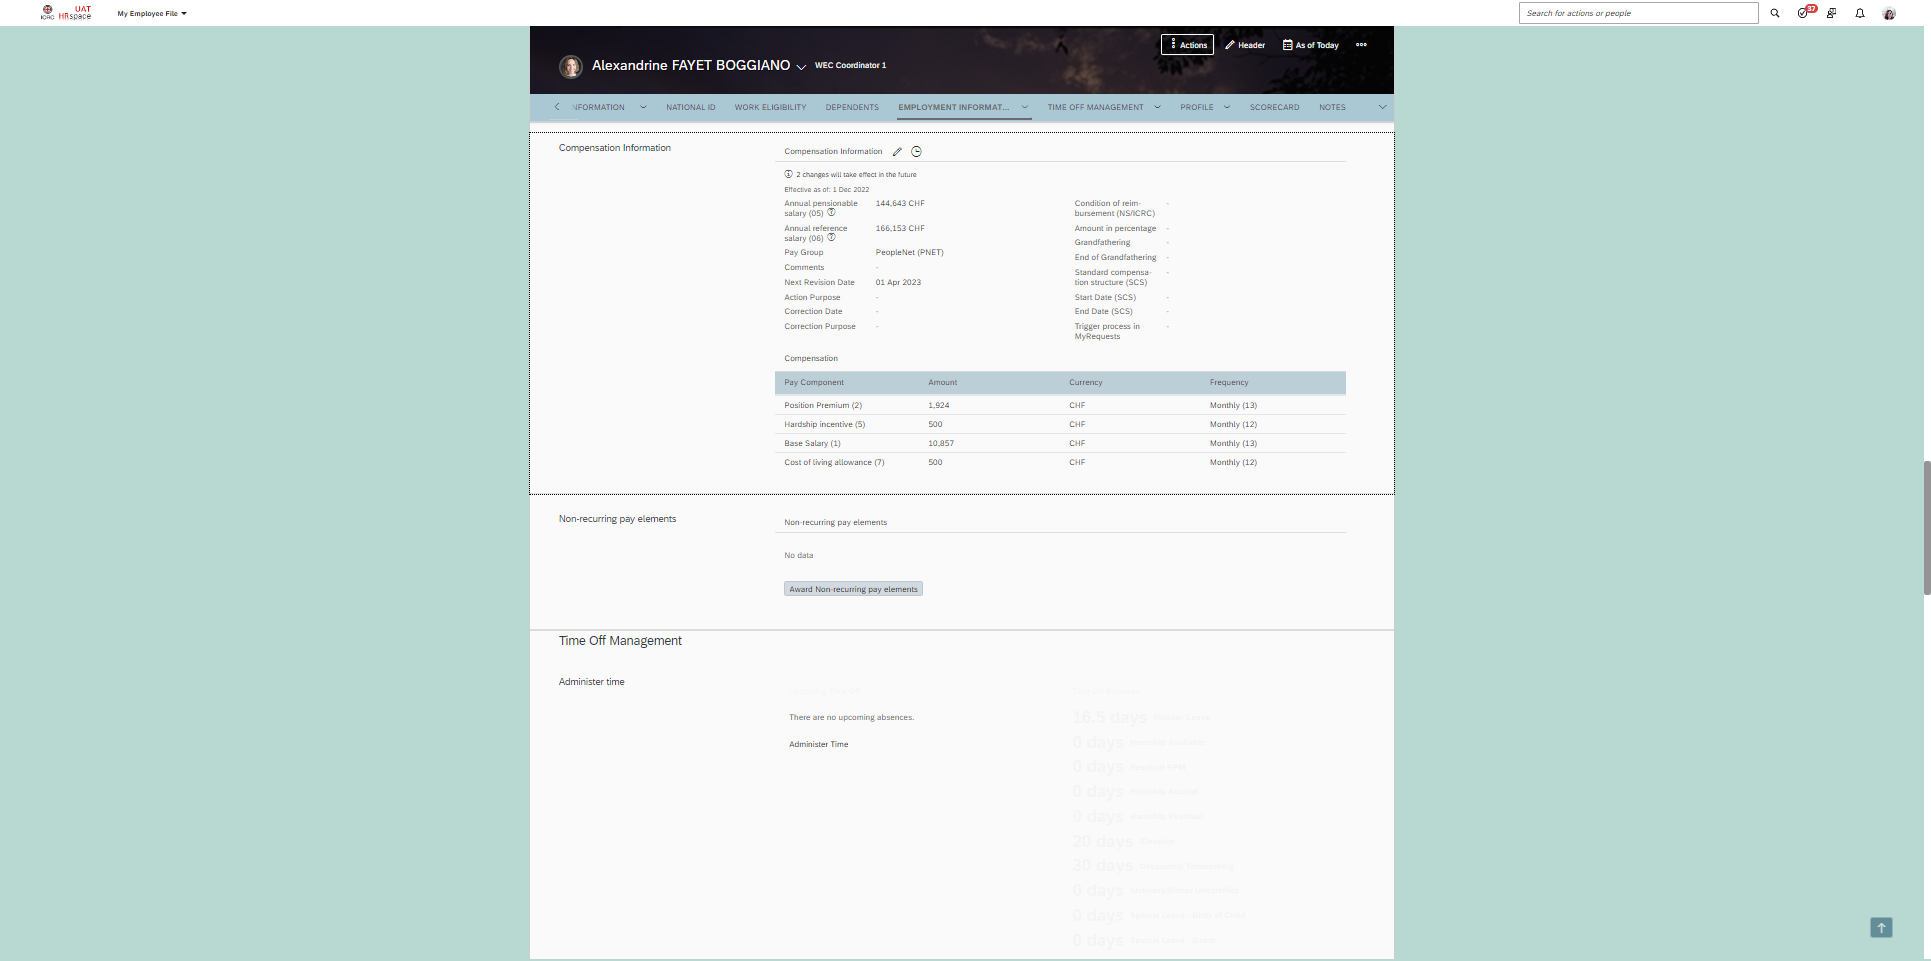 ICRC
UAT
HRspace
My Employee File
Search for actions or people
37
Actions
Header
As of Today
Alexandrine FAYET BOGGIANO
WEC Coordinator 1
NFORMATION
NATIONAL ID
WORK ELIGIBILITY
DEPENDENTS
EMPLOYMENT INFORMAT...
TIME OFF MANAGEMENT
PROFILE
SCORECARD
NOTES
Compensation Information
Compensation Information
2 changes will take effect in the future
Effective as of: 1 Dec 2022
Annual pensionable
salary (05)
144,643 CHF
Annual reference
salary (06)
166,153 CHF
Pay Group
PeopleNet (PNET)
Comments
-
Next Revision Date
01 Apr 2023
Action Purpose
-
Correction Date
-
Correction Purpose
-
Condition of reim-
bursement (NS/ICRC)
-
Amount in percentage
-
Grandfathering
-
End of Grandfathering
-
Standard compensa-
tion structure (SCS)
-
Start Date (SCS)
-
End Date (SCS)
-
Trigger process in
MyRequests
-
Compensation
Pay Component Amount Currency Frequency
Position Premium (2) 1,924 CHF Monthly (13)
Hardship incentive (5) 500 CHF Monthly (12)
Base Salary (1) 10,857 CHF Monthly (13)
Cost of living allowance (7) 500 CHF Monthly (12)
Non-recurring pay elements
Non-recurring pay elements
No data
Award Non-recurring pay elements
Time Off Management
Administer time
There are no upcoming absences.
Administer Time
16.5 days
0 days
0 days
0 days
0 days
20 days
30 days
0 days
0 days
0 days